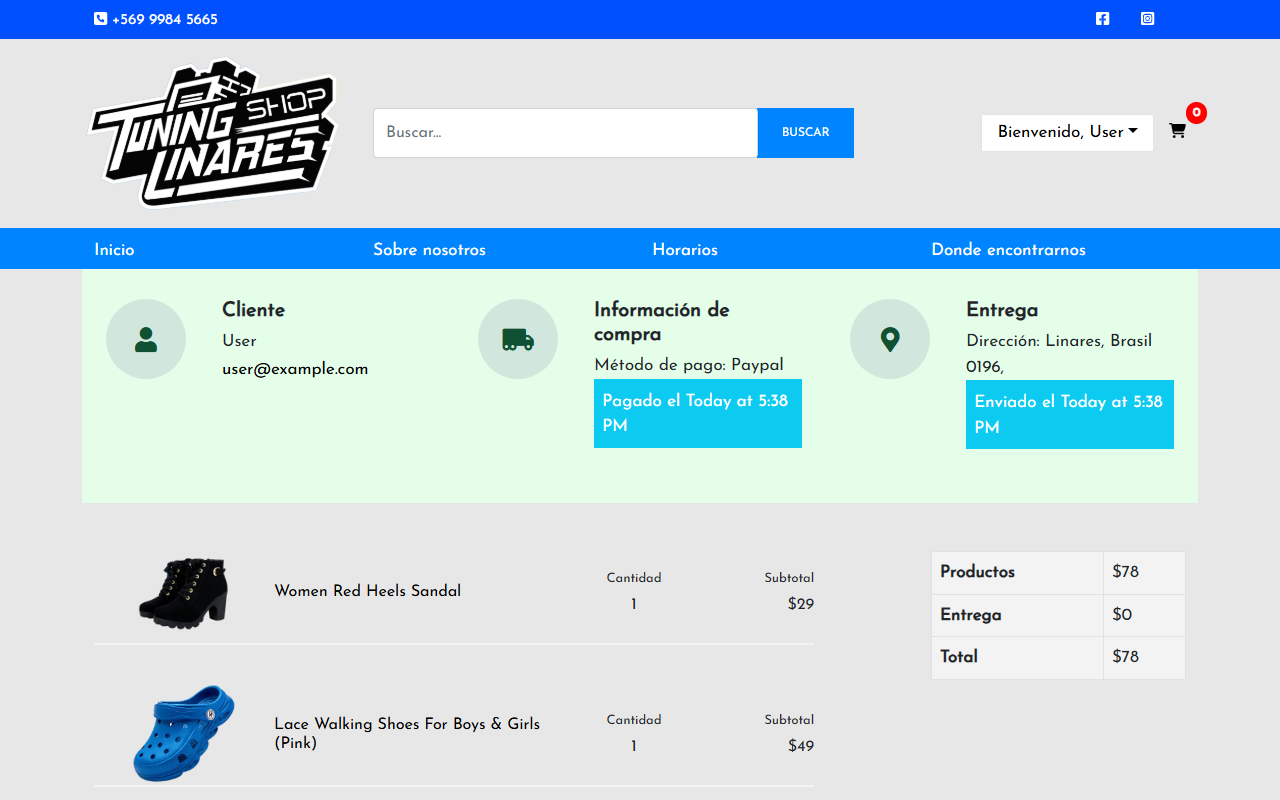 +569 9984 5665
TUNING SHOP
LINARES
Buscar...
BUSCAR
Bienvenido, User
0
Inicio
Sobre nosotros
Horarios
Donde encontrarnos
Cliente
User
user@example.com
Información de
compra
Método de pago: Paypal
Pagado el Today at 5:38
PM
Entrega
Dirección: Linares, Brasil
0196,
Enviado el Today at 5:38
PM
Women Red Heels Sandal
Cantidad
1
Subtotal
$29
Lace Walking Shoes For Boys & Girls
(Pink)
Cantidad
1
Subtotal
$49
Productos $78
Entrega $0
Total $78